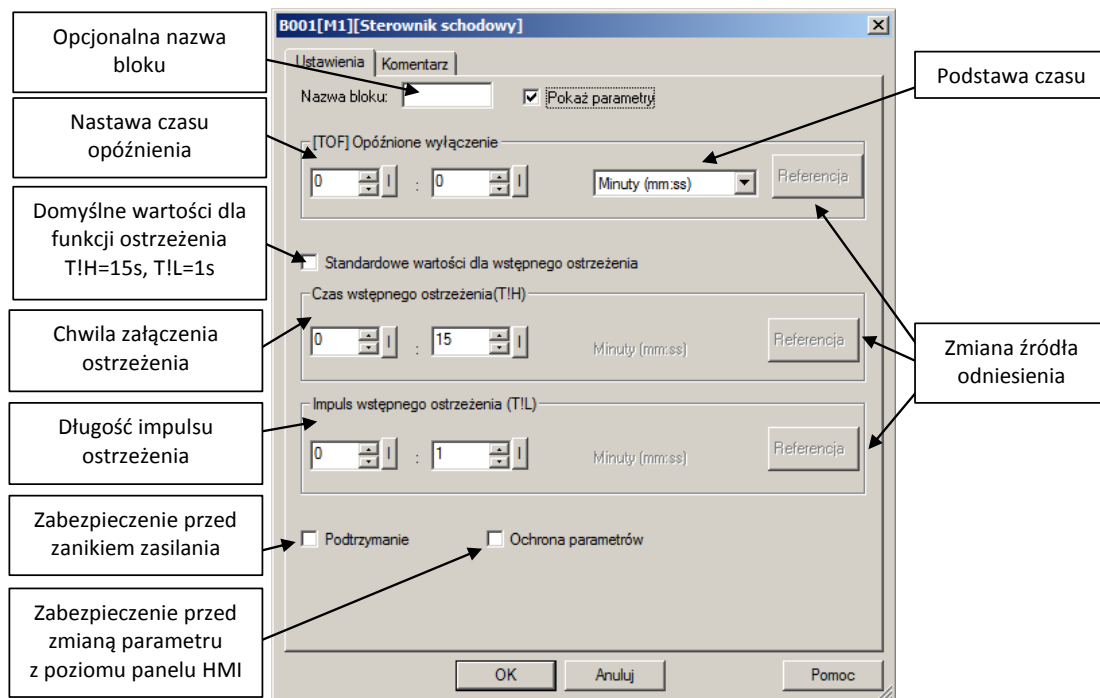 Opcjonalna nazwa
bloku
Nastawa czasu
opóźnienia
Domyślne wartości dla
funkcji ostrzeżenia
T!H=15s, T!L=1s
Chwila załączenia
ostrzeżenia
Długość impulsu
ostrzeżenia
Zabezpieczenie przed
zanikiem zasilania
Zabezpieczenie przed
zmianą parametru
z poziomu panelu HMI
B001[M1][Sterownik schodowy]
Ustawienia
Komentarz
Nazwa bloku:
Pokaż parametry
[TOF] Opóźnione wyłączenie
0 : 0
Minuty (mm:ss)
Referencja
Standardowe wartości dla wstępnego ostrzeżenia
Czas wstępnego ostrzeżenia(T!H)
0 : 15
Minuty (mm:ss)
Referencja
Impuls wstępnego ostrzeżenia (T!L)
0 : 1
Minuty (mm:ss)
Referencja
Podtrzymanie
Ochrona parametrów
OK
Anuluj
Pomoc
Podstawa czasu
Zmiana źródła
odniesienia